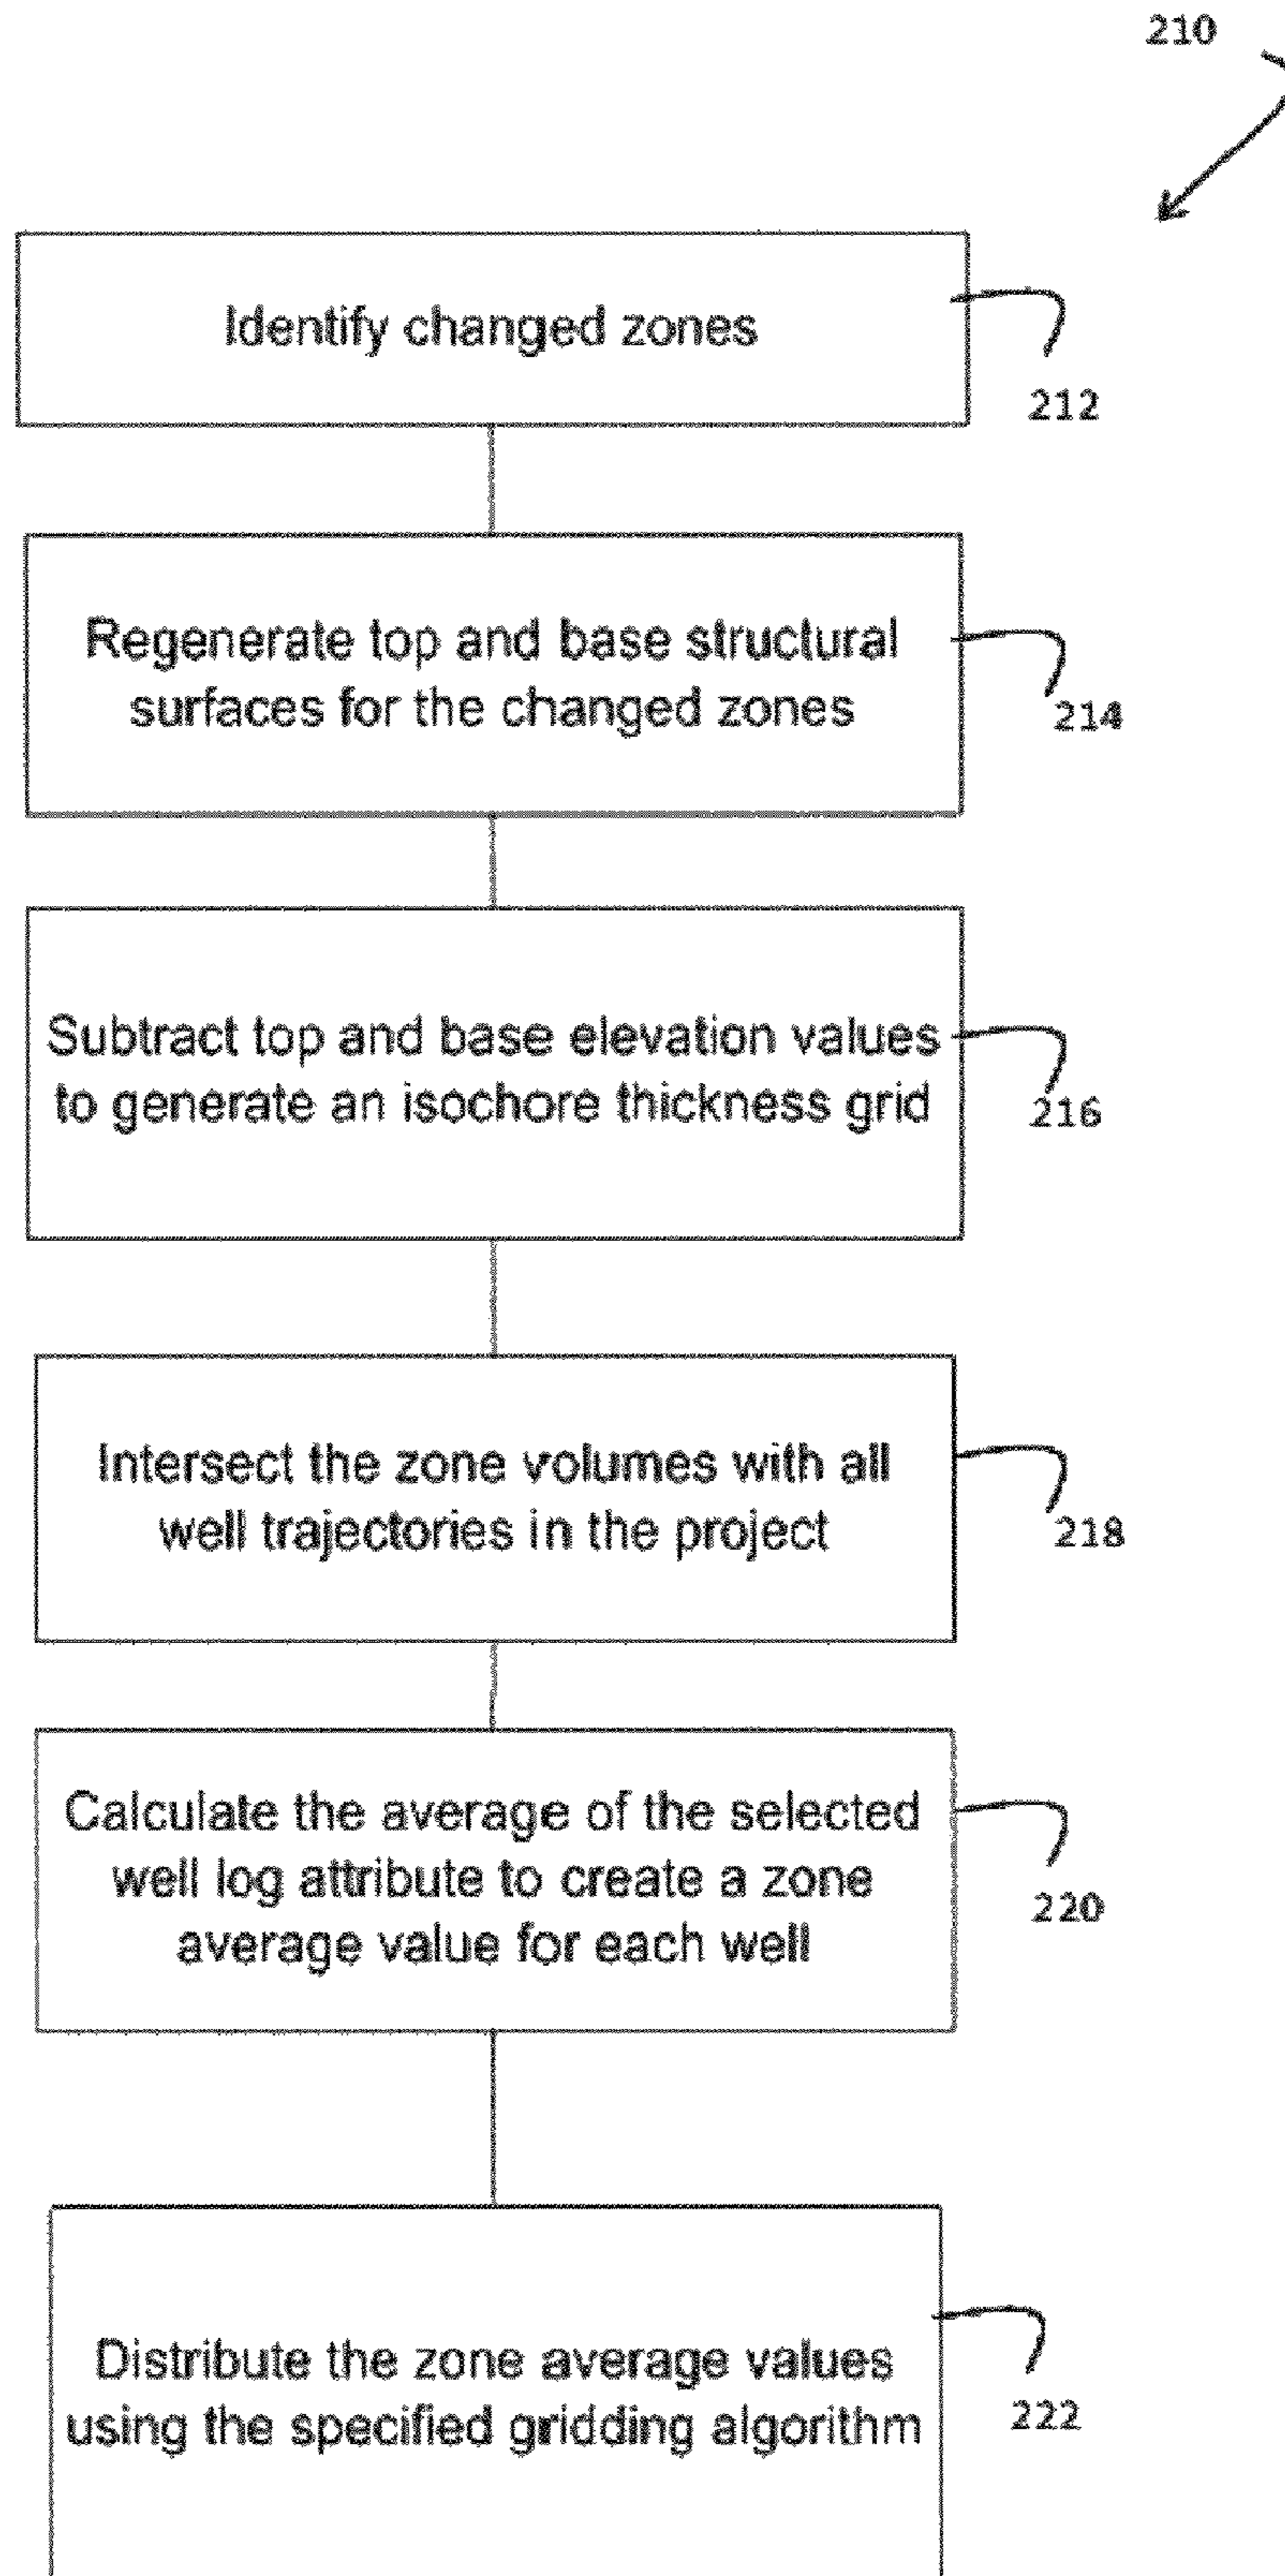 210
Identify changed zones
212
Regenerate top and base structural
surfaces for the changed zones
214
Subtract top and base elevation values
to generate an isochore thickness grid
216
Intersect the zone volumes with all
well trajectories in the project
218
Calculate the average of the selected
well log attribute to create a zone
average value for each well
220
Distribute the zone average values
using the specified gridding algorithm
222